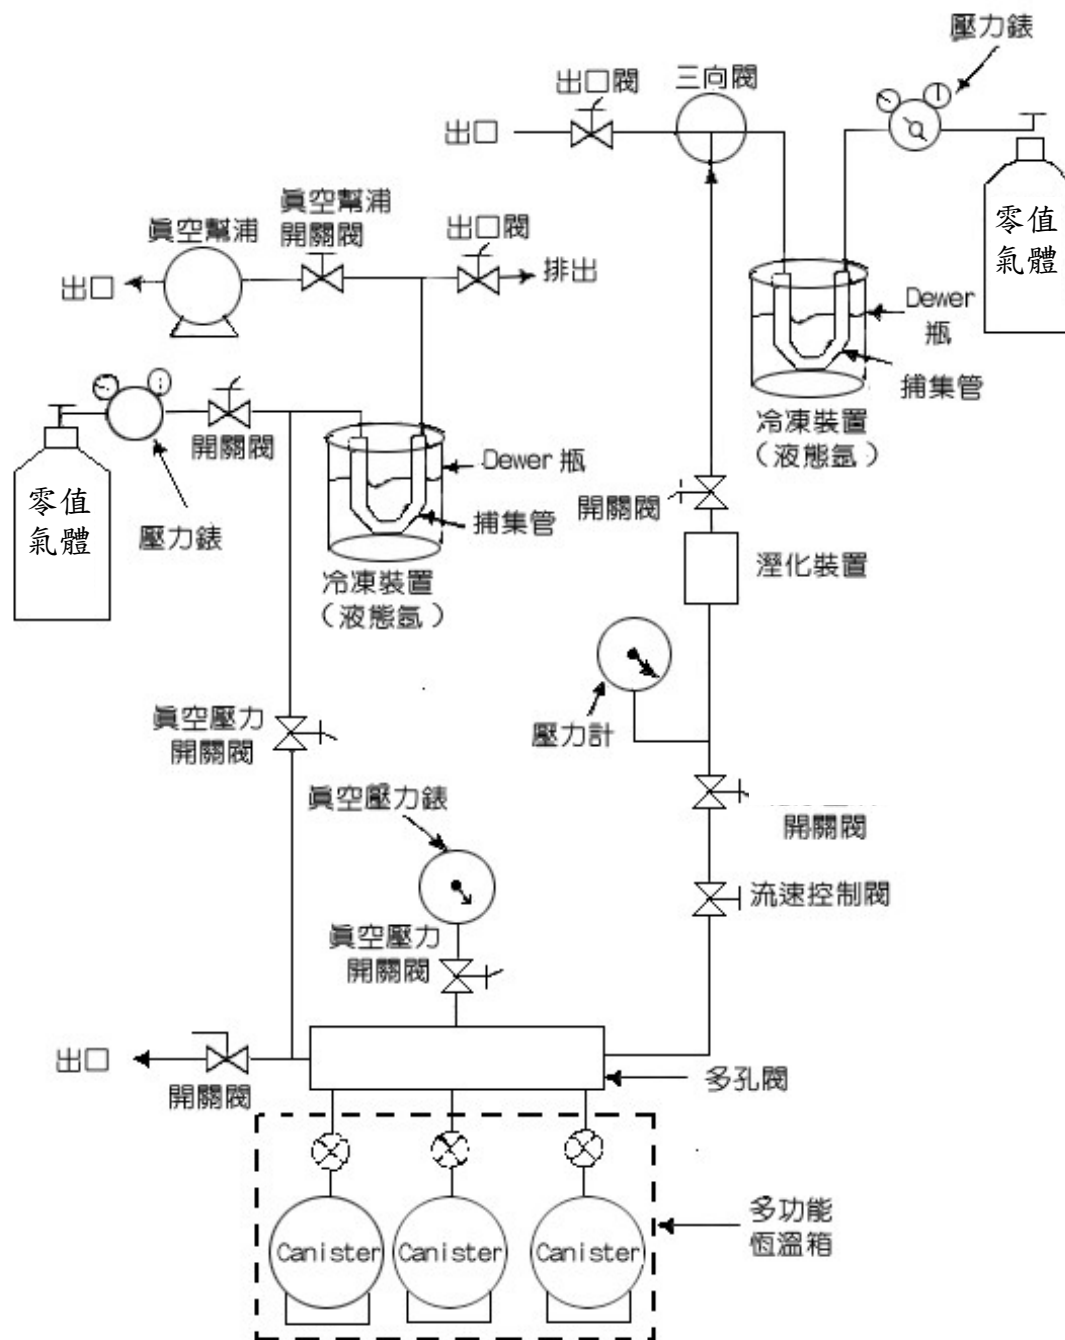 壓力錶
出口閥
三向閥
出口
零值
氣體
眞空幫浦
眞空幫浦
開關閥
出口閥
出口
排出
Dewer
瓶
捕集管
冷凍裝置
（液態氬）
開關閥
Dewer 瓶
開關閥
零值
氣體
壓力錶
捕集管
溼化裝置
冷凍裝置
（液態氬）
眞空壓力
開關閥
壓力計
眞空壓力錶
開關閥
流速控制閥
眞空壓力
開關閥
出口
開關閥
多孔閥
多功能
恆溫箱
Canister
Canister
Canister